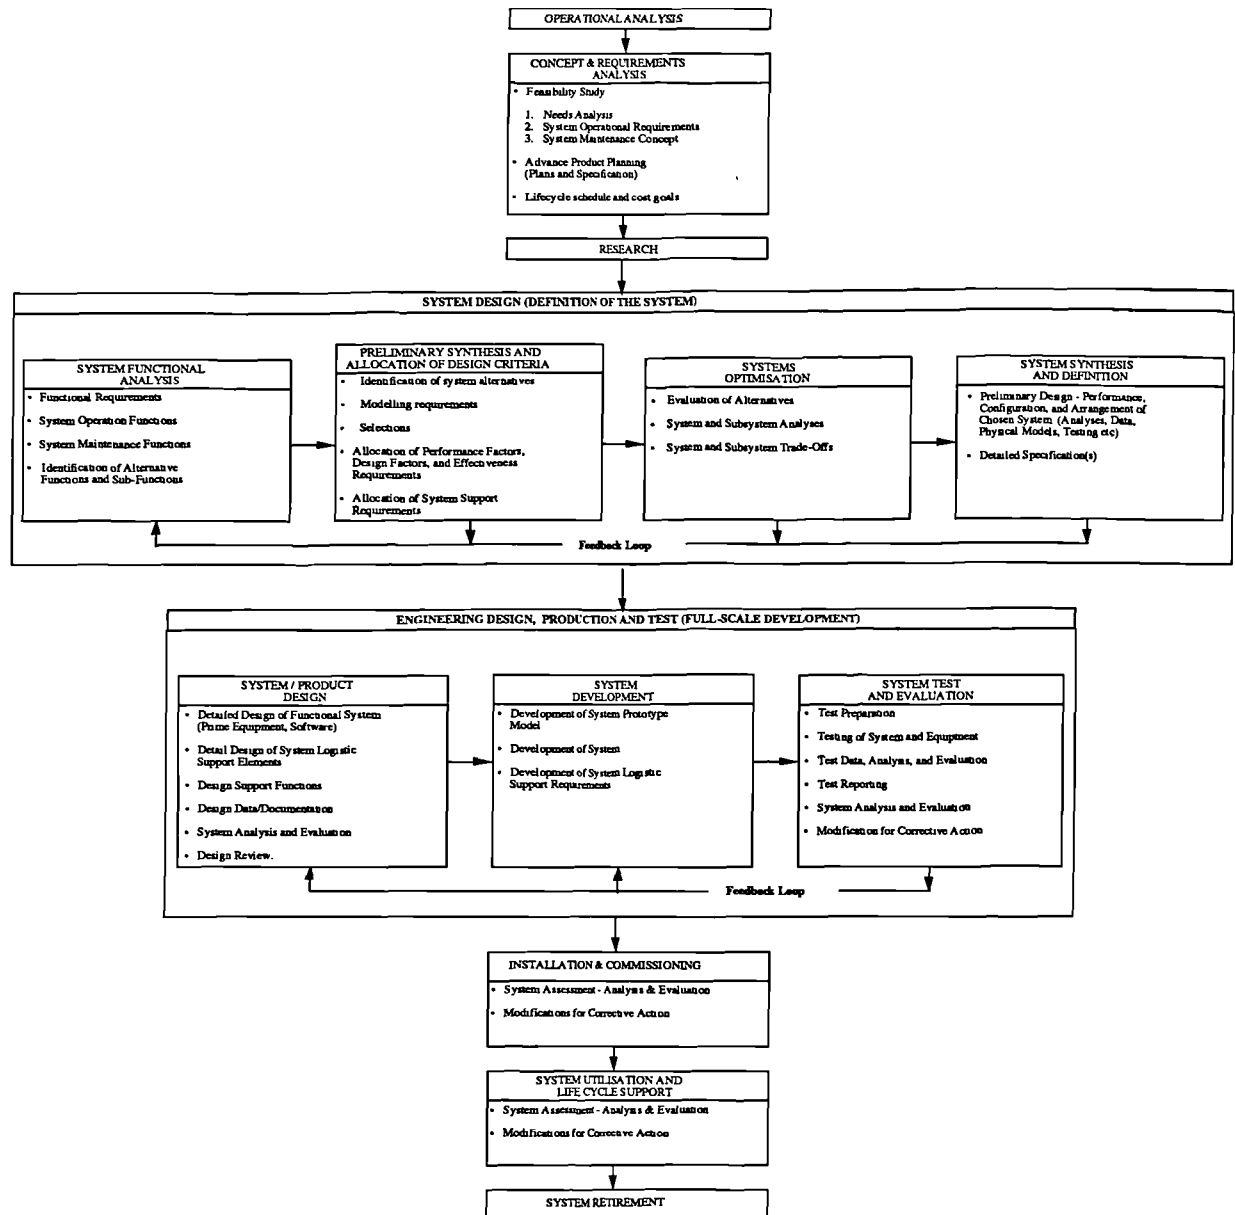 OPERATIONAL ANALYSIS
CONCEPT & REQUIREMENTS
ANALYSIS
• Feasibility Study
1. Needs Analysis
2. System Operational Requirements
3. System Maintenance Concept
• Advance Product Planning
(Plans and Specification)
• Lifecycle schedule and cost goals
RESEARCH
SYSTEM DESIGN (DEFINITION OF THE SYSTEM)
SYSTEM FUNCTIONAL
ANALYSIS
• Functional Requirements
• System Operation Functions
• System Maintenance Functions
• Identification of Alternative
Functions and Sub-Functions
PRELIMINARY SYNTHESIS AND
ALLOCATION OF DESIGN CRITERIA
• Identification of system alternatives
• Modelling requirements
• Selections
• Allocation of Performance Factors,
Design Factors, and Effectiveness
Requirements
• Allocation of System Support
Requirements
SYSTEMS
OPTIMISATION
• Evaluation of Alternatives
• System and Subsystem Analyses
• System and Subsystem Trade-Offs
SYSTEM SYNTHESIS
AND DEFINITION
• Preliminary Design - Performance,
Configuration, and Arrangement of
Chosen System (Analyses, Data,
Physical Models, Testing etc)
• Detailed Specification(s)
Feedback Loop
ENGINEERING DESIGN, PRODUCTION AND TEST (FULL-SCALE DEVELOPMENT)
SYSTEM / PRODUCT
DESIGN
• Detailed Design of Functional System
(Prime Equipment, Software)
• Detail Design of System Logistic
Support Elements
• Design Support Functions
• Design Data/Documentation
• System Analysis and Evaluation
• Design Review.
SYSTEM
DEVELOPMENT
• Development of System Prototype
Model
• Development of System
• Development of System Logistic
Support Requirements
SYSTEM TEST
AND EVALUATION
• Test Preparation
• Testing of System and Equipment
• Test Data, Analysis, and Evaluation
• Test Reporting
• System Analysis and Evaluation
• Modification for Corrective Action
Feedback Loop
INSTALLATION & COMMISSIONING
• System Assessment - Analysis & Evaluation
• Modifications for Corrective Action
SYSTEM UTILISATION AND
LIFE CYCLE SUPPORT
• System Assessment - Analysis & Evaluation
• Modifications for Corrective Action
SYSTEM RETIREMENT